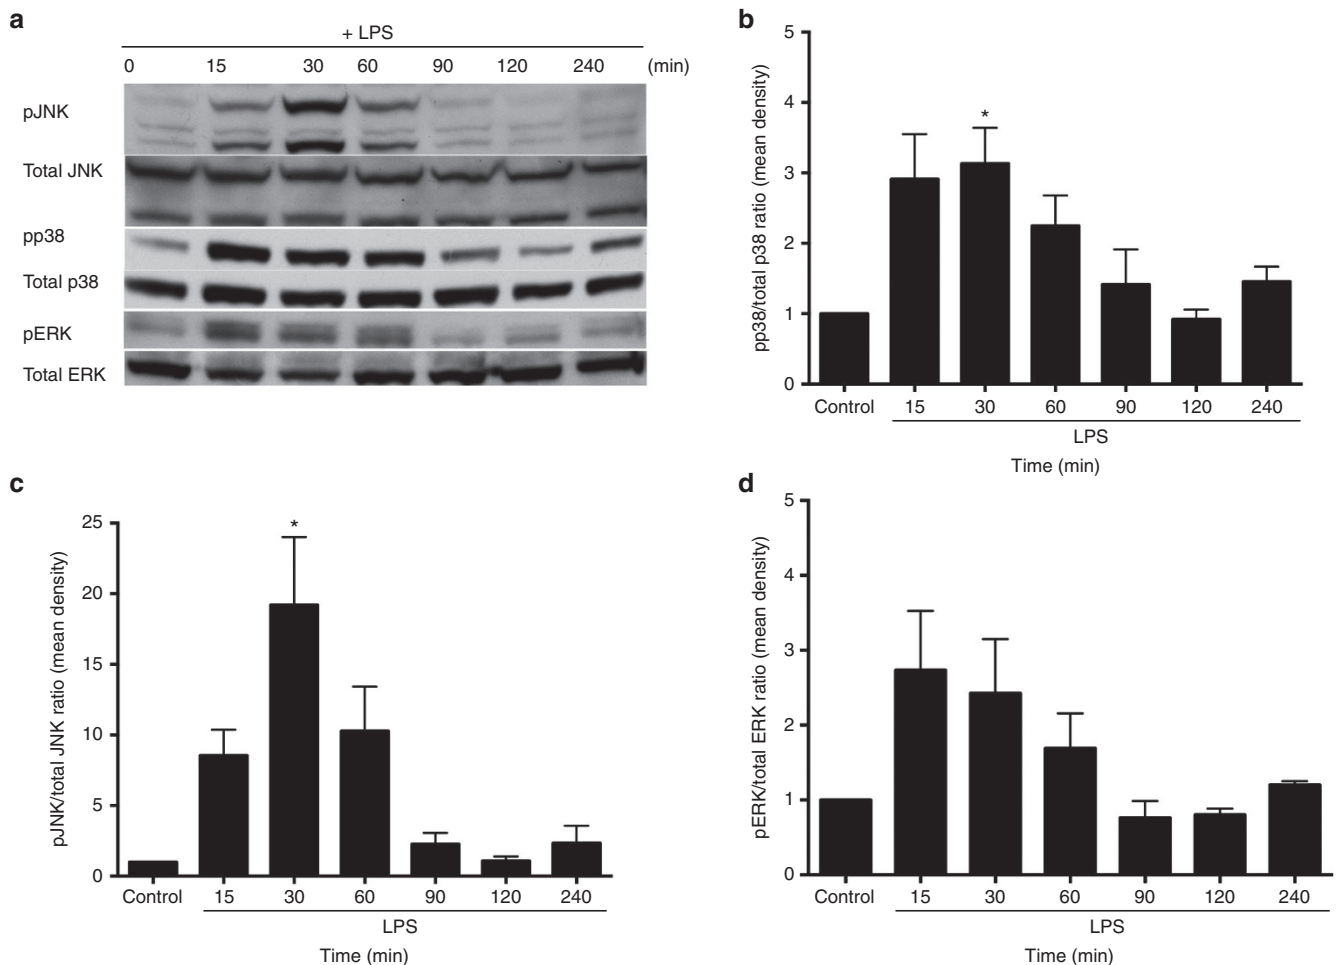 a
+ LPS
0 15 30 60 90 120 240 (min)
pJNK
Total JNK
pp38
Total p38
pERK
Total ERK
b
pp38/total p38 ratio (mean density)
5
4
3
2
1
0
*
Control 15 30 60 90 120 240
LPS
Time (min)
c
pJNK/total JNK ratio (mean density)
25
20
15
10
5
0
*
Control 15 30 60 90 120 240
LPS
Time (min)
d
pERK/total ERK ratio (mean density)
5
4
3
2
1
0
Control 15 30 60 90 120 240
LPS
Time (min)